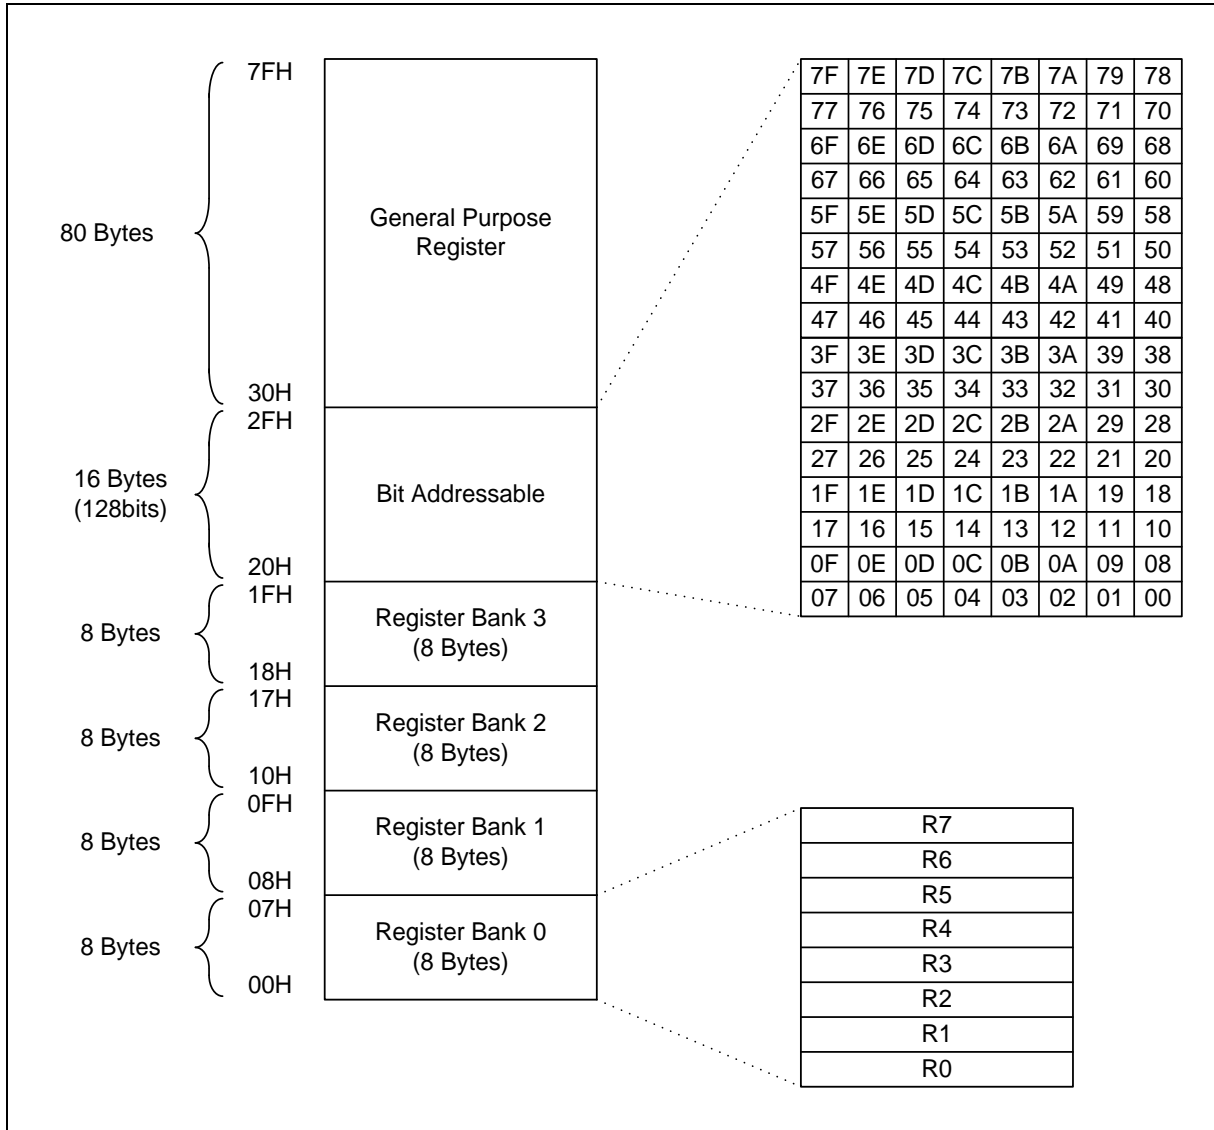 7FH
80 Bytes
General Purpose
Register
30H
2FH
16 Bytes
(128bits)
Bit Addressable
20H
1FH
8 Bytes
Register Bank 3
(8 Bytes)
18H
17H
8 Bytes
Register Bank 2
(8 Bytes)
10H
0FH
8 Bytes
Register Bank 1
(8 Bytes)
08H
07H
8 Bytes
Register Bank 0
(8 Bytes)
00H
7F 7E 7D 7C 7B 7A 79 78
77 76 75 74 73 72 71 70
6F 6E 6D 6C 6B 6A 69 68
67 66 65 64 63 62 61 60
5F 5E 5D 5C 5B 5A 59 58
57 56 55 54 53 52 51 50
4F 4E 4D 4C 4B 4A 49 48
47 46 45 44 43 42 41 40
3F 3E 3D 3C 3B 3A 39 38
37 36 35 34 33 32 31 30
2F 2E 2D 2C 2B 2A 29 28
27 26 25 24 23 22 21 20
1F 1E 1D 1C 1B 1A 19 18
17 16 15 14 13 12 11 10
0F 0E 0D 0C 0B 0A 09 08
07 06 05 04 03 02 01 00
R7
R6
R5
R4
R3
R2
R1
R0